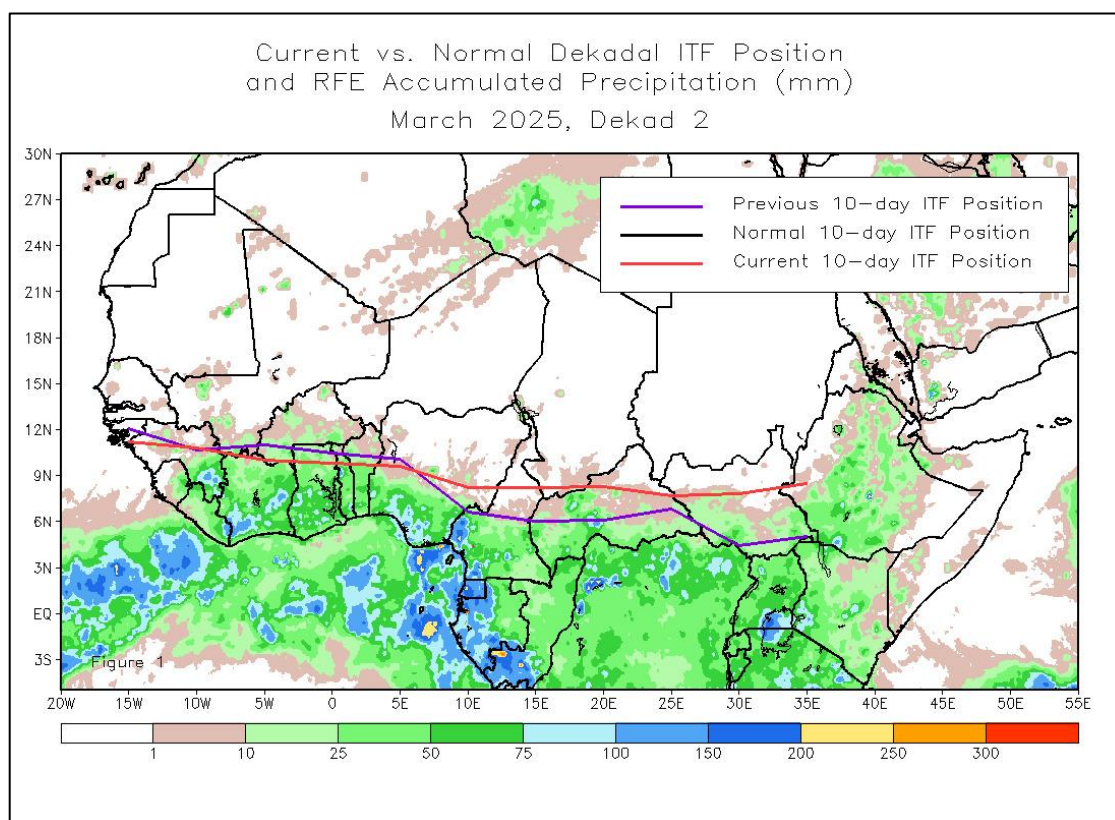 Current vs. Normal Dekadal ITF Position
and RFE Accumulated Precipitation (mm)
March 2025, Dekad 2
30N
27N
24N
21N
18N
15N
12N
9N
6N
3N
EQ
3S
Previous 10-day ITF Position
Normal 10-day ITF Position
Current 10-day ITF Position
Figure 1
20W 15W 10W 5W 0 5E 10E 15E 20E 25E 30E 35E 40E 45E 50E 55E
1 10 25 50 75 100 150 200 250 300